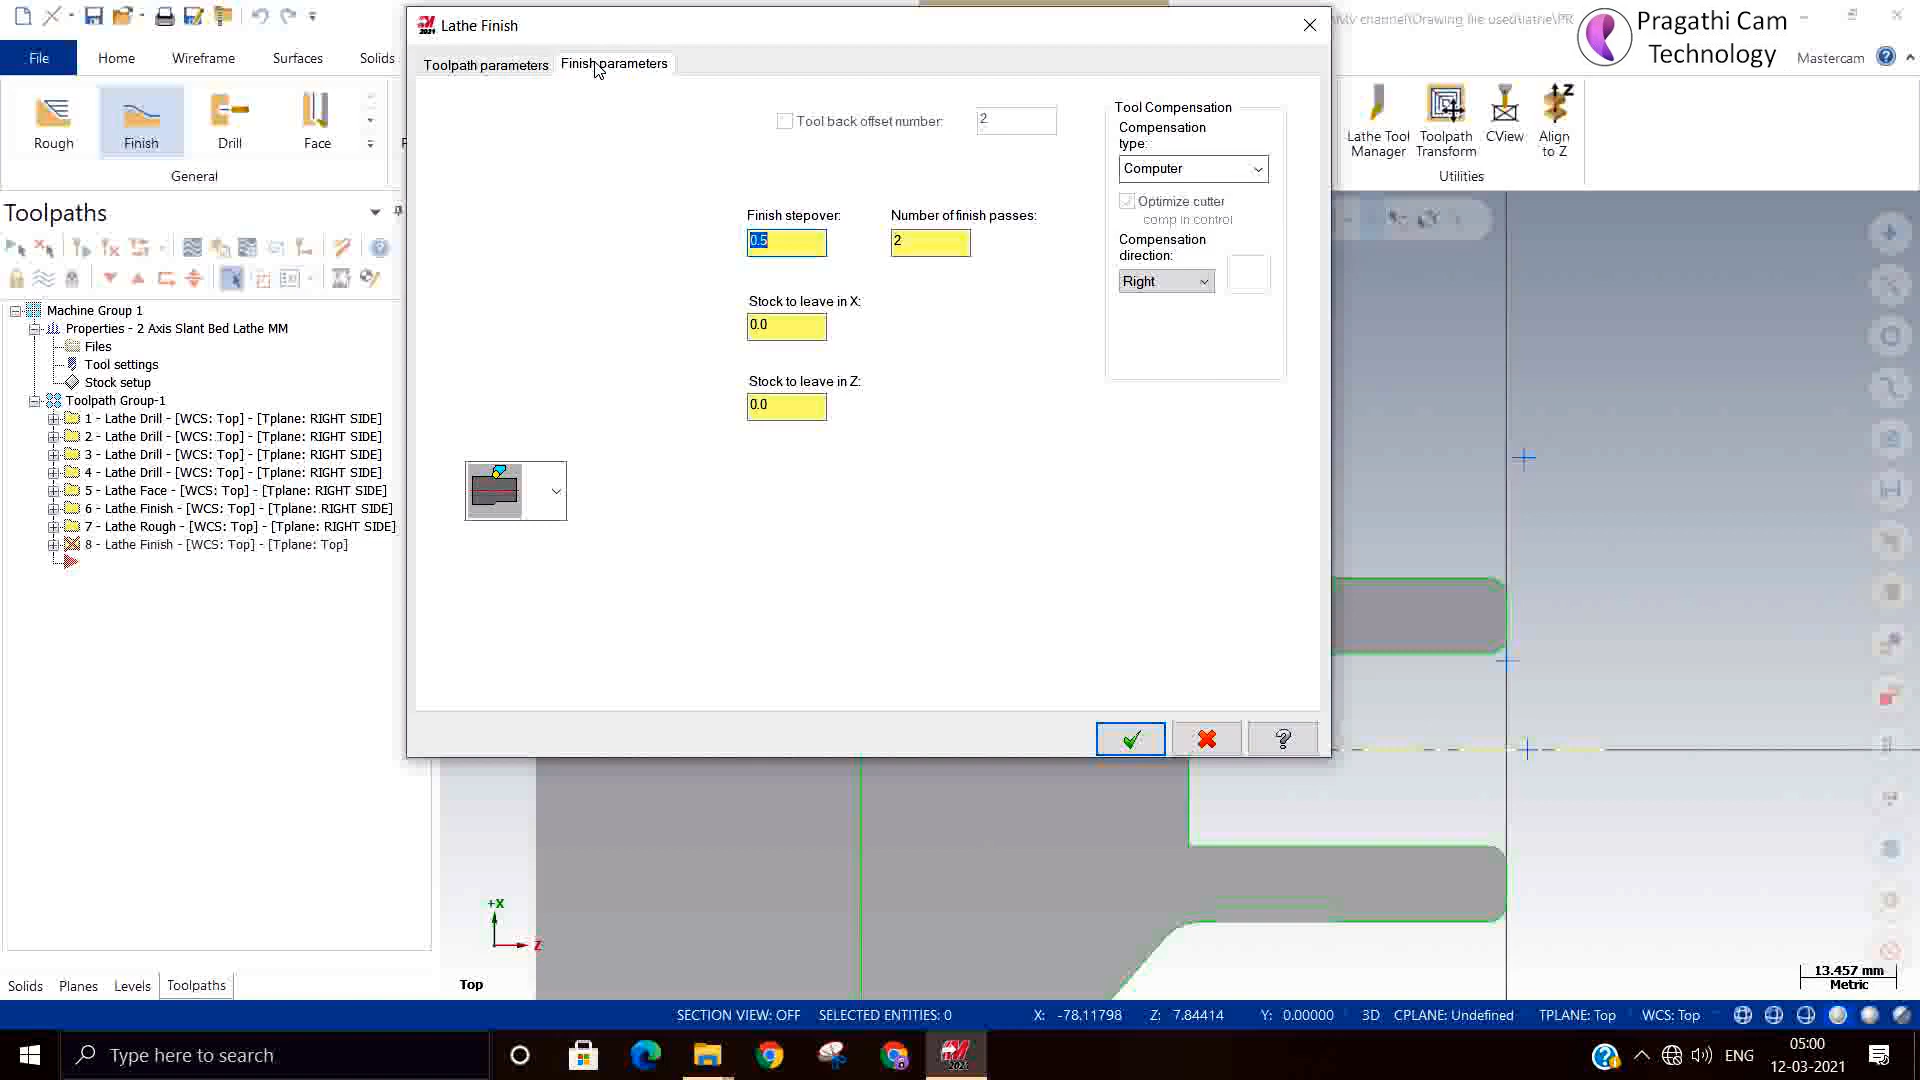 2021
Lathe Finish
MV channel\Drawing file used\lathe\PR
Pragathi Cam
Technology
File
Home
Wireframe
Surfaces
Solids
Mastercam
Toolpath parameters
Finish parameters
Rough
Finish
Drill
Face
General
Lathe Tool
Manager
Toolpath
Transform
CView
Align
to Z
Utilities
Tool back offset number:
2
Tool Compensation
Compensation
type:
Computer
Optimize cutter
comp in control
Compensation
direction:
Right
Finish stepover:
0.5
Number of finish passes:
2
Stock to leave in X:
0.0
Stock to leave in Z:
0.0
Toolpaths
Machine Group 1
Properties - 2 Axis Slant Bed Lathe MM
Files
Tool settings
Stock setup
Toolpath Group-1
1 - Lathe Drill - [WCS: Top] - [Tplane: RIGHT SIDE]
2 - Lathe Drill - [WCS: Top] - [Tplane: RIGHT SIDE]
3 - Lathe Drill - [WCS: Top] - [Tplane: RIGHT SIDE]
4 - Lathe Drill - [WCS: Top] - [Tplane: RIGHT SIDE]
5 - Lathe Face - [WCS: Top] - [Tplane: RIGHT SIDE]
6 - Lathe Finish - [WCS: Top] - [Tplane: RIGHT SIDE]
7 - Lathe Rough - [WCS: Top] - [Tplane: RIGHT SIDE]
8 - Lathe Finish - [WCS: Top] - [Tplane: Top]
+X
Z
Top
13.457 mm
Metric
Solids
Planes
Levels
Toolpaths
SECTION VIEW: OFF
SELECTED ENTITIES: 0
X: -78.11798
Z: 7.84414
Y: 0.00000
3D
CPLANE: Undefined
TPLANE: Top
WCS: Top
Type here to search
2021
ENG
05:00
12-03-2021